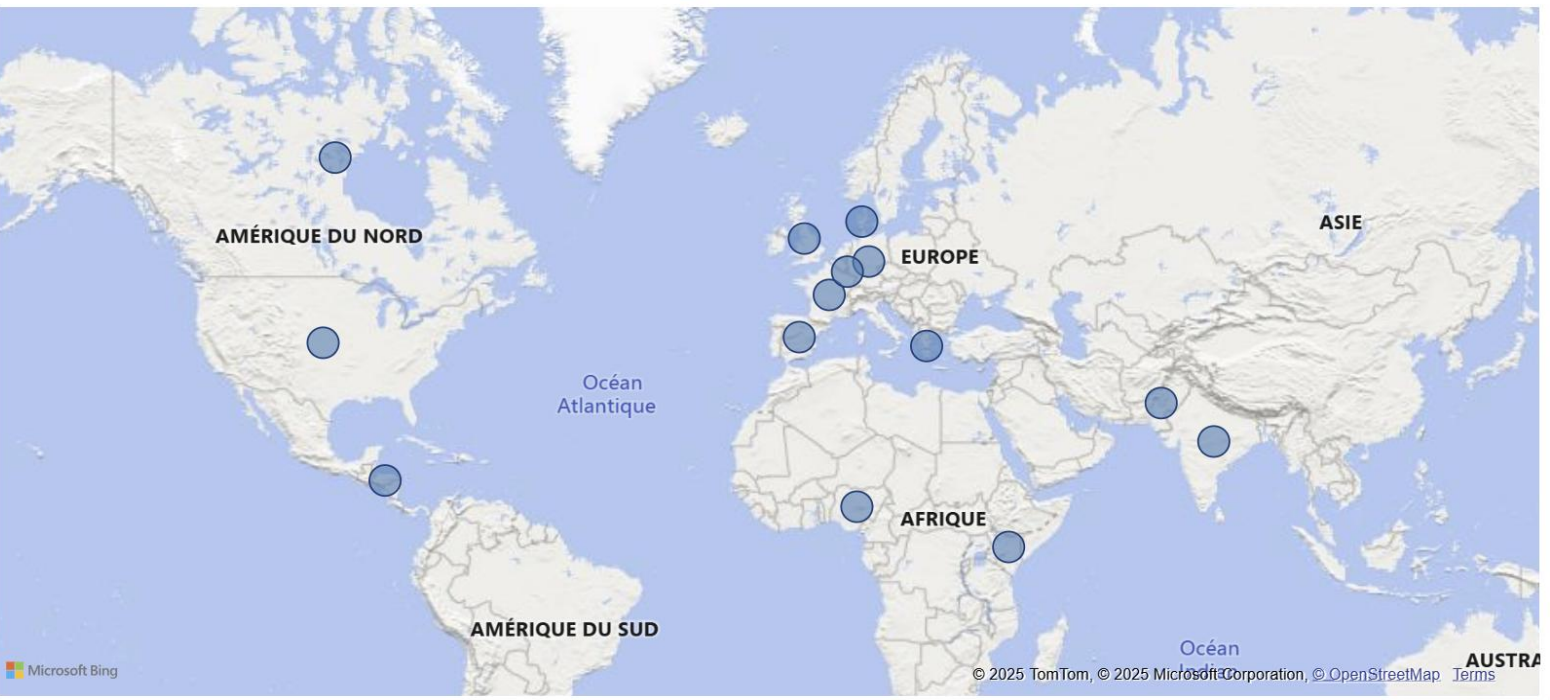 ASIE
AMÉRIQUE DU NORD
EUROPE
Océan
Atlantique
AFRIQUE
AMÉRIQUE DU SUD
Océan
Indien
AUSTRA
Microsoft Bing
© 2025 TomTom, © 2025 Microsoft Corporation, © OpenStreetMap Terms